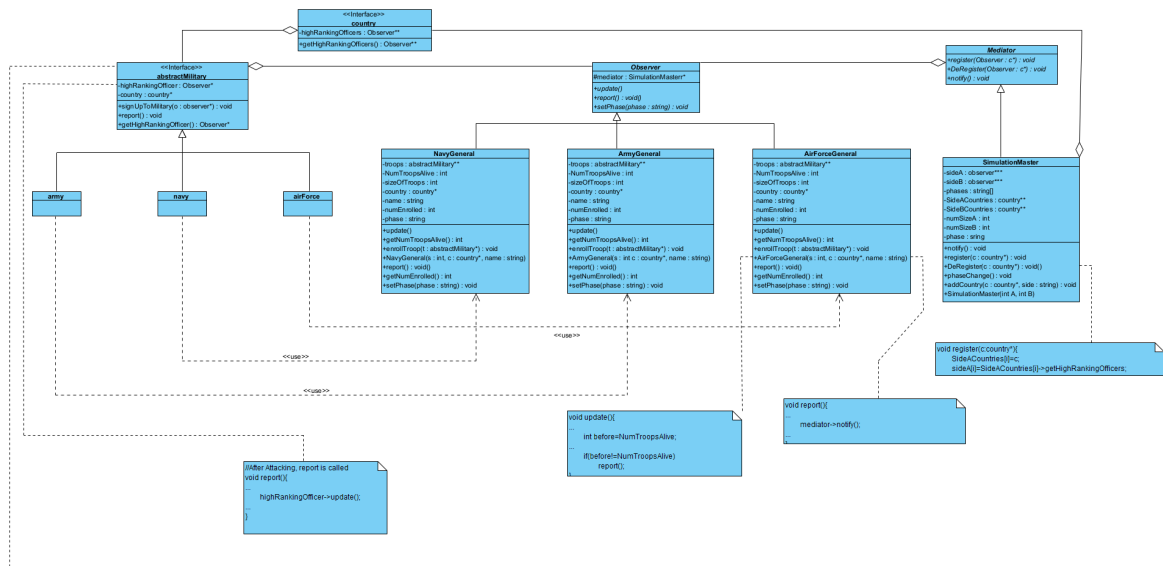 <<Interface>>
country
-highRankingOfficers : Observer**
+getHighRankingOfficers() : Observer**
<<Interface>>
abstractMilitary
-highRankingOfficer : Observer*
-country : country*
+signUpToMilitary(o : observer*) : void
+report() : void
+getHighRankingOfficer() : Observer*
Observer
#mediator : SimulationMasterr*
+update()
+report() : void()
+setPhase(phase : string) : void
Mediator
+register(Observer : c*) : void
+DeRegister(Observer : c*) : void
+notify() : void
army
navy
airForce
NavyGeneral
-troops : abstractMilitary**
-NumTroopsAlive : int
-sizeOfTroops : int
-country : country*
-name : string
-numEnrolled : int
-phase : string
+update()
+getNumTroopsAlive() : int
+enrollTroop(t : abstractMilitary*) : void
+NavyGeneral(s : int, c : country*, name : string)
+report() : void()
+getNumEnrolled() : int
+setPhase(phase : string) : void
ArmyGeneral
-troops : abstractMilitary**
-NumTroopsAlive : int
-sizeOfTroops : int
-country : country*
-name : string
-numEnrolled : int
-phase : string
+update()
+getNumTroopsAlive() : int
+enrollTroop(t : abstractMilitary*) : void
+ArmyGeneral(s : int c : country*, name : string)
+report() : void()
+getNumEnrolled() : int
+setPhase(phase : string) : void
AirForceGeneral
-troops : abstractMilitary**
-NumTroopsAlive : int
-sizeOfTroops : int
-country : country*
-name : string
-numEnrolled : int
-phase : string
+update()
+getNumTroopsAlive() : int
+enrollTroop(t : abstractMilitary*) : void
+AirForceGeneral(s : int, c : country*, name : string)
+report() : void()
+getNumEnrolled() : int
+setPhase(phase : string) : void
SimulationMaster
-sideA : observer***
-sideB : observer***
-phases : string[]
-SideACountries : country**
-SideBCountries : country**
-numSizeA : int
-numSizeB : int
-phase : sring
+notify() : void
+register(c : country*) : void
+DeRegister(c : country*) : void()
+phaseChange() : void
+addCountry(c : country*, side : string) : void
+SimulationMaster(int A, int B)
<<use>>
<<use>>
<<use>>
void register(c:country*){
SideACountries[i]=c;
sideA[i]=SideACountries[i]->getHighRankingOfficers;
void report(){
...
mediator->notify();
...
void update(){
...
int before=NumTroopsAlive;
...
if(before!=NumTroopsAlive)
report();
//After Attacking, report is called
void report(){
...
highRankingOfficer->update();
...
}